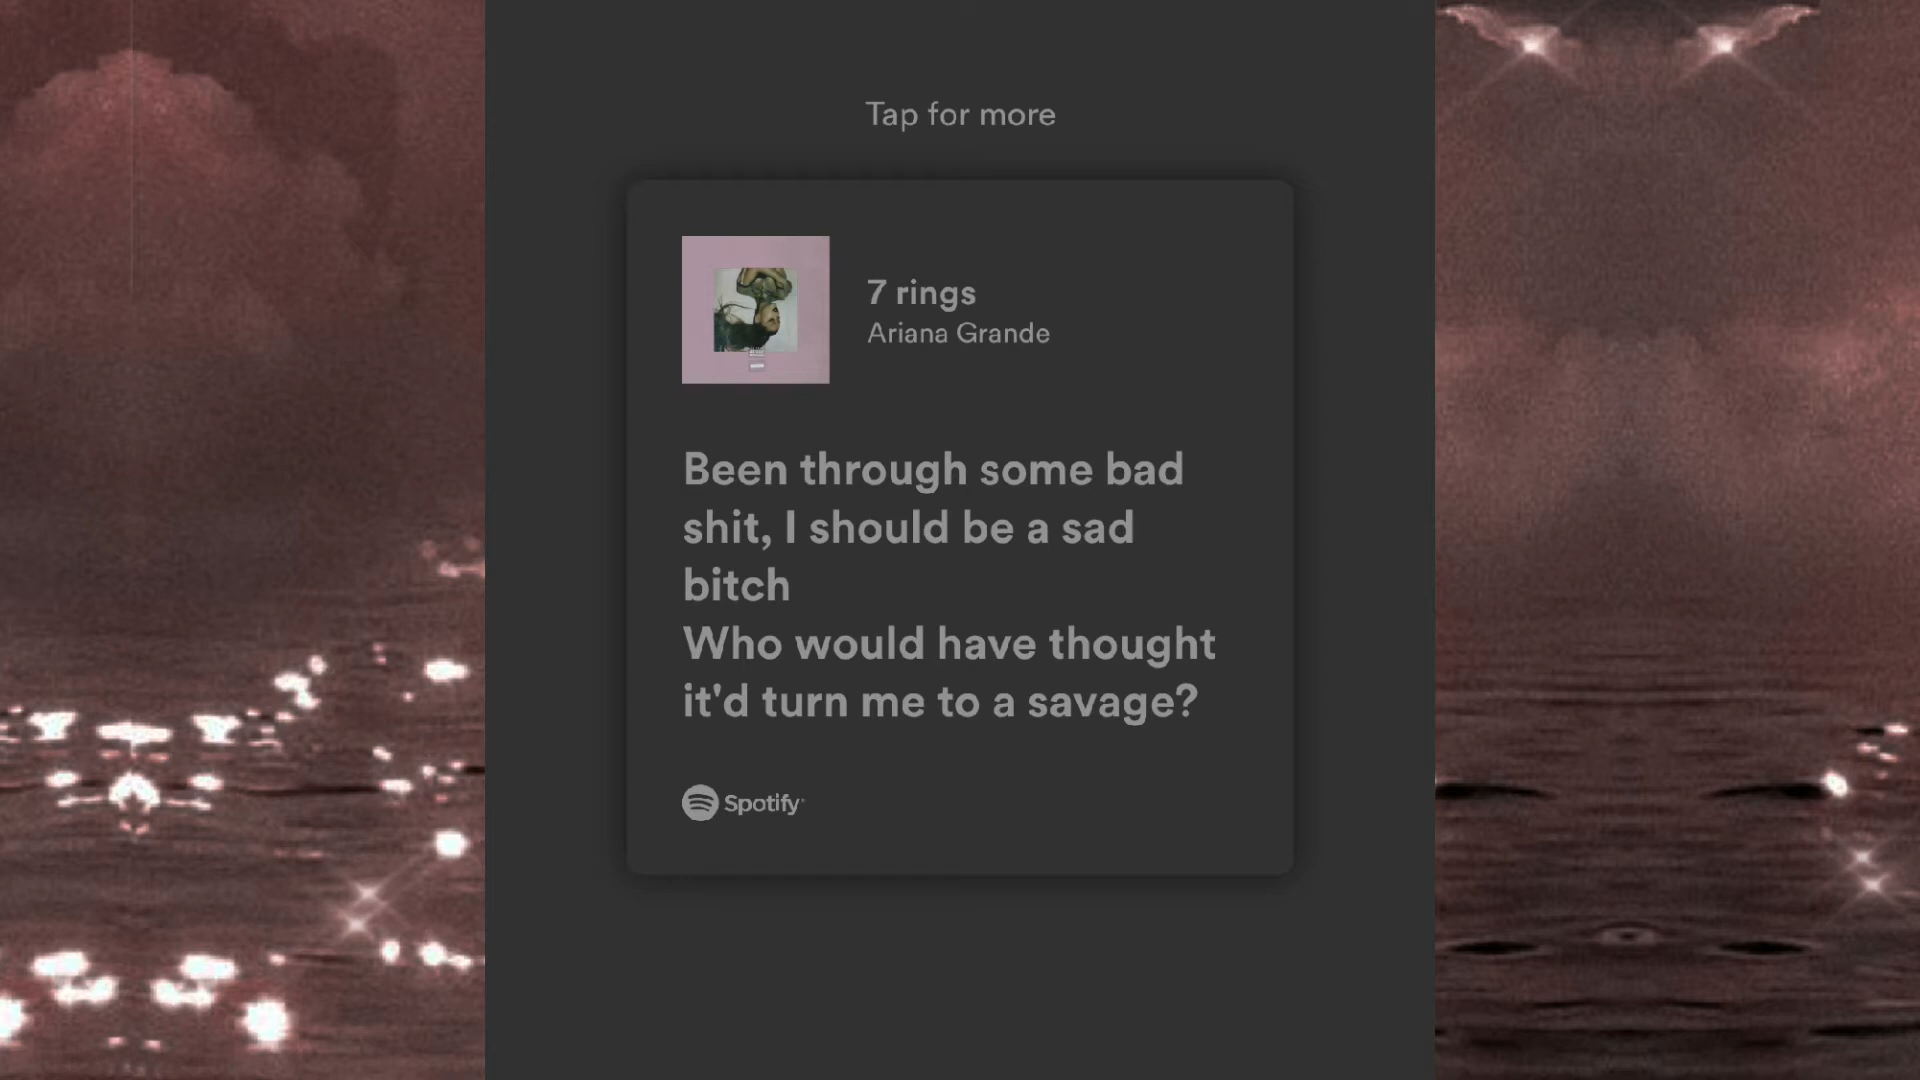 Tap for more
7 rings
Ariana Grande
Been through some bad
shit, I should be a sad
bitch
Who would have thought
it'd turn me to a savage?
Spotify